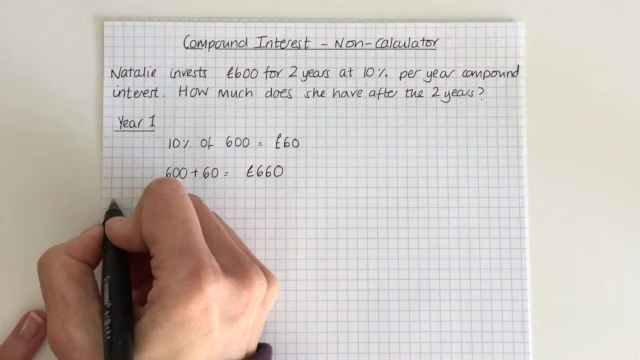 Compound Interest - Non-Calculator
Natalie invests £600 for 2 years at 10% per year compound
interest. How much does she have after the 2 years?
Year 1
10% of 600 = £60
600 + 60 = £660